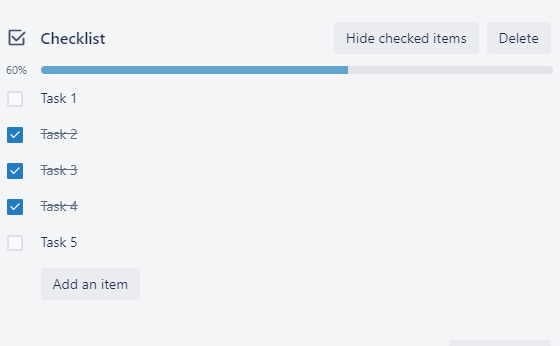 Checklist Hide checked items Delete
60%
Task 1
Task 2
Task 3
Task 4
Task 5
Add an item